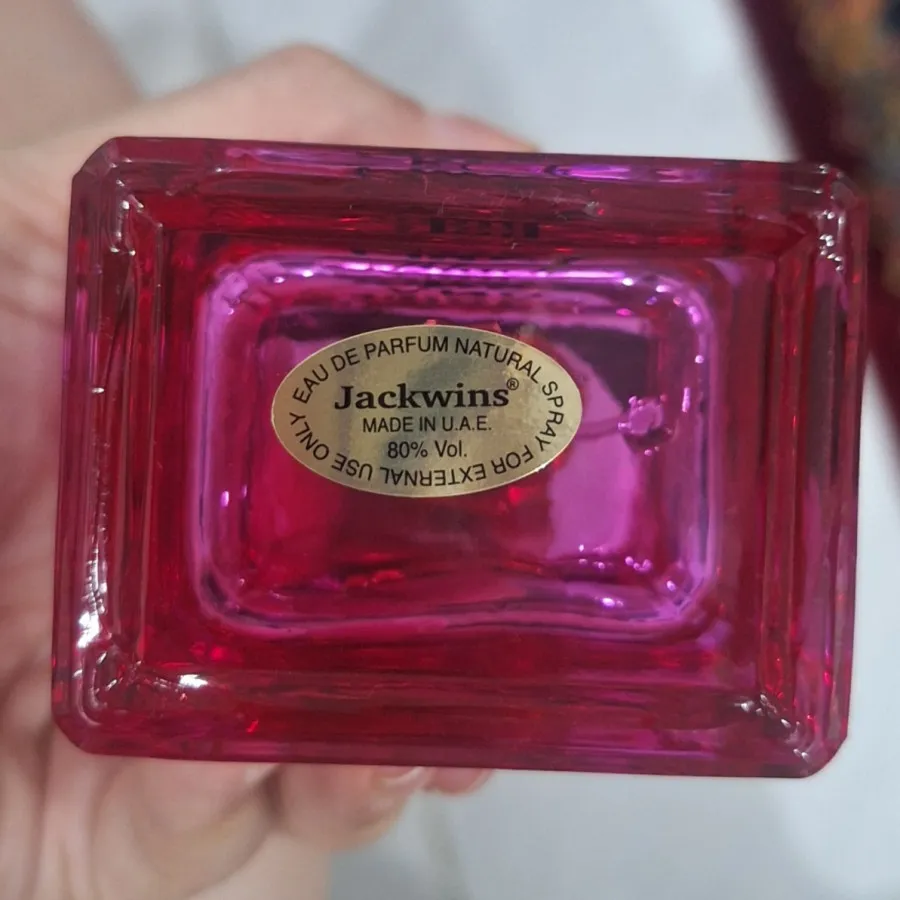 EAU DE PARFUM NATURAL SPRAY FOR EXTERNAL USE ONLY
Jackwins®
MADE IN U.A.E.
80% Vol.